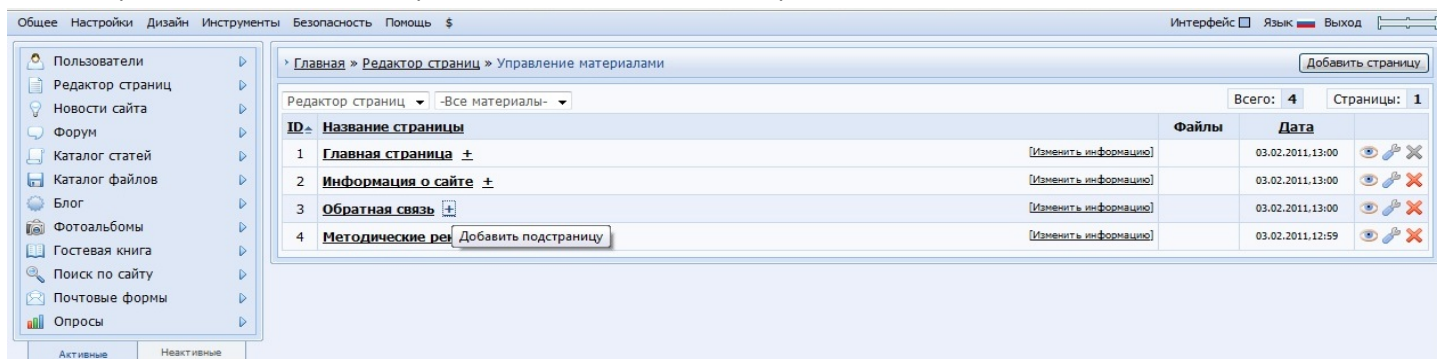 Общее Настройки Дизайн Инструменты Безопасность Помощь $ Интерфейс Язык Выход
Пользователи
Редактор страниц
Новости сайта
Форум
Каталог статей
Каталог файлов
Блог
Фотоальбомы
Гостевая книга
Поиск по сайту
Почтовые формы
Опросы
Активные Неактивные
Главная » Редактор страниц » Управление материалами Добавить страницу
Редактор страниц -Все материалы- Всего: 4 Страницы: 1
ID Название страницы Файлы Дата
1 Главная страница + [Изменить информацию] 03.02.2011,13:00
2 Информация о сайте + [Изменить информацию] 03.02.2011,13:00
3 Обратная связь + [Изменить информацию] 03.02.2011,13:00
4 Методические Добавить подстраницу [Изменить информацию] 03.02.2011,12:59